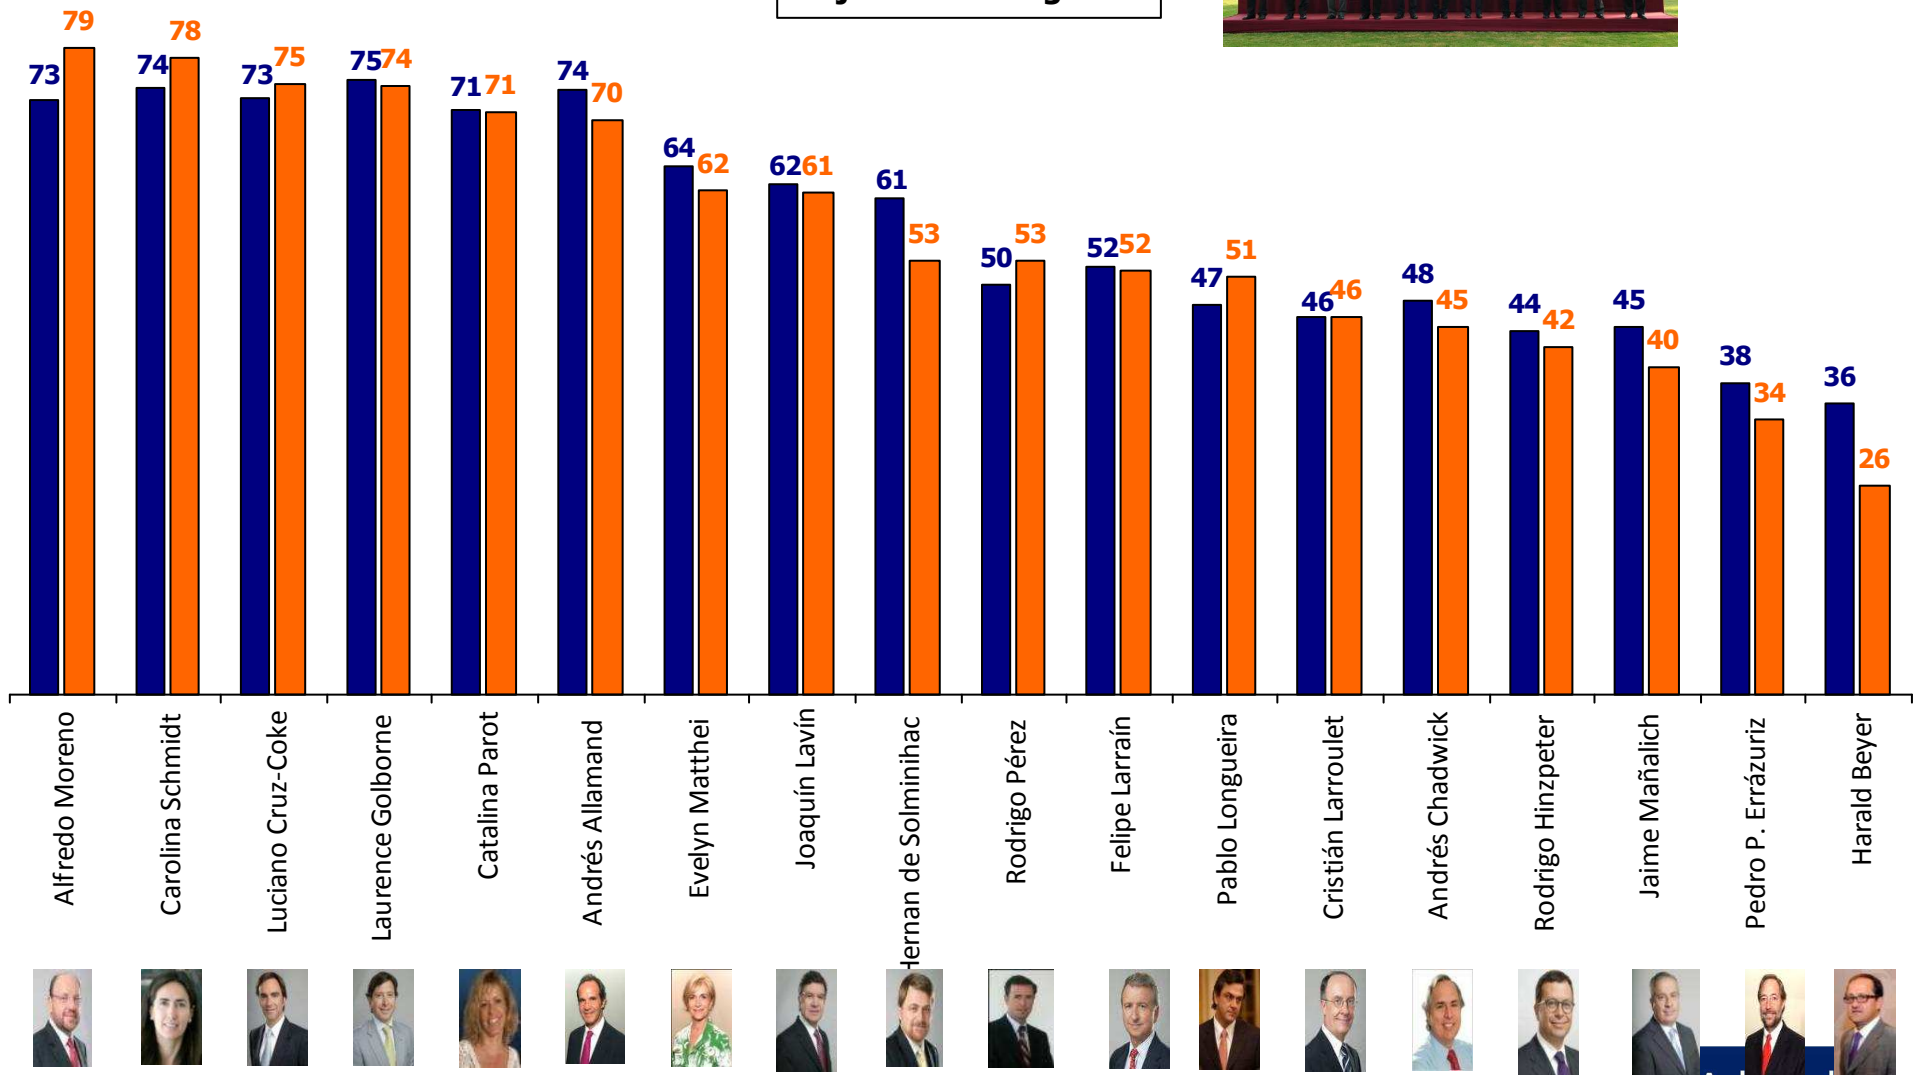 73 79
74 78
73 75
75 74
71 71
74 70
64 62
62 61
61 53
50 53
52 52
47 51
46 46
48 45
44 42
45 40
38 34
36 26
Alfredo Moreno
Carolina Schmidt
Luciano Cruz-Coke
Laurence Golborne
Catalina Parot
Andrés Allamand
Evelyn Matthei
Joaquín Lavín
Hernan de Solminihac
Rodrigo Pérez
Felipe Larraín
Pablo Longueira
Cristián Larroulet
Andrés Chadwick
Rodrigo Hinzpeter
Jaime Mañalich
Pedro P. Errázuriz
Harald Beyer